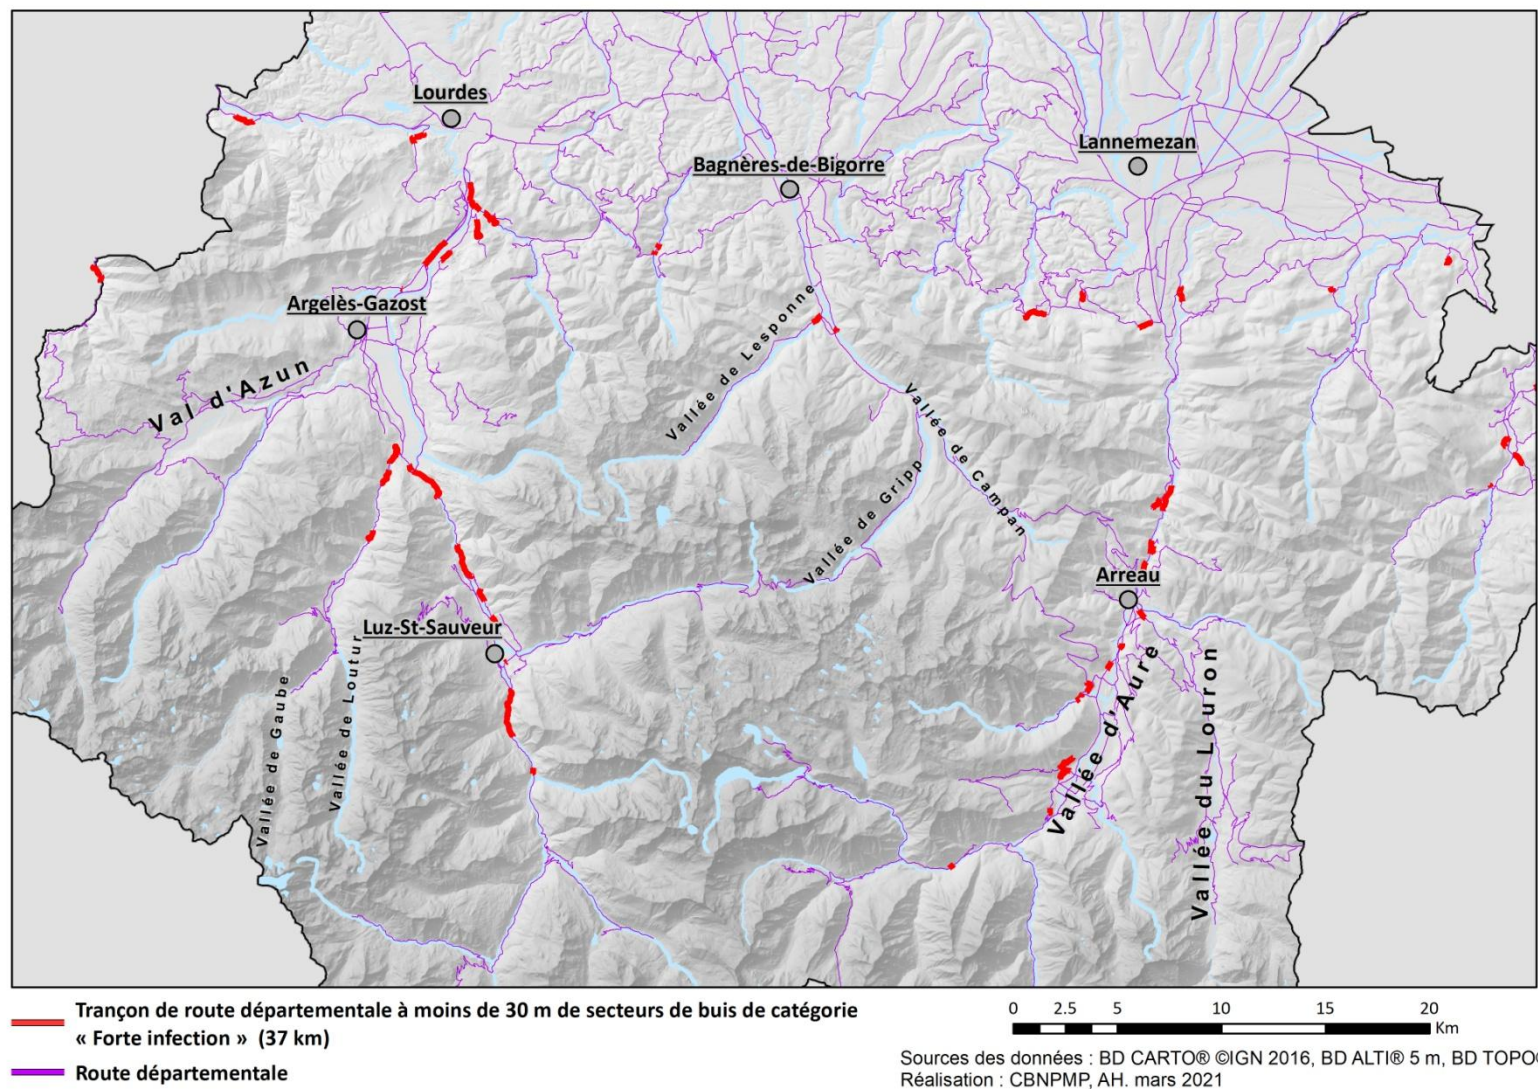 Lourdes
Lannemezan
Bagnères-de-Bigorre
Argelès-Gazost
Val d'Azun
Vallée de Lesponne
Vallée de Campan
Vallée de Gripp
Arreau
Luz-St-Sauveur
Vallée de Gaube
Vallée de Loutur
Vallée d'Aure
Vallée du Louron
Trançon de route départementale à moins de 30 m de secteurs de buis de catégorie
« Forte infection » (37 km)
Route départementale
0 2.5 5 10 15 20
Km
Sources des données : BD CARTO® ©IGN 2016, BD ALTI® 5 m, BD TOPO
Réalisation : CBNPMP, AH. mars 2021